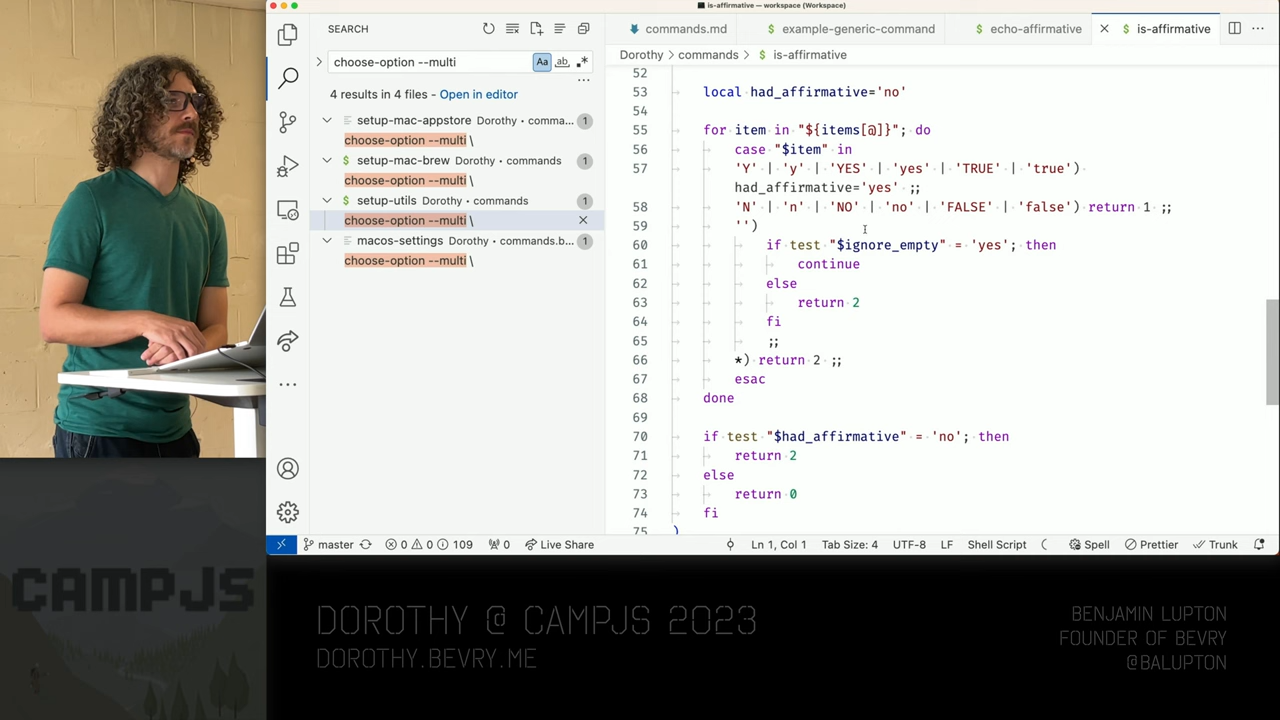 is-affirmative — workspace (Workspace)
SEARCH
commands.md
example-generic-command
echo-affirmative
is-affirmative
choose-option --multi
Aa
ab
Dorothy > commands > $ is-affirmative
4 results in 4 files - Open in editor
setup-mac-appstore Dorothy • comma... 1
choose-option --multi \
setup-mac-brew Dorothy • commands 1
choose-option --multi \
setup-utils Dorothy • commands 1
choose-option --multi \
macos-settings Dorothy • commands.b... 1
choose-option --multi \
52
53 local had_affirmative='no'
54
55 for item in "${items[@]}"; do
56 case "$item" in
57 'Y' | 'y' | 'YES' | 'yes' | 'TRUE' | 'true')
had_affirmative='yes' ;;
58 'N' | 'n' | 'NO' | 'no' | 'FALSE' | 'false') return 1 ;;
59 '')
60 if test "$ignore_empty" = 'yes'; then
61 continue
62 else
63 return 2
64 fi
65 ;;
66 *) return 2 ;;
67 esac
68 done
69
70 if test "$had_affirmative" = 'no'; then
71 return 2
72 else
73 return 0
74 fi
75 )
master 0 0 109 0 Live Share Ln 1, Col 1 Tab Size: 4 UTF-8 LF Shell Script Spell Prettier Trunk
CAMPJS
DOROTHY @ CAMPJS 2023
DOROTHY.BEVRY.ME
BENJAMIN LUPTON
FOUNDER OF BEVRY
@BALUPTON